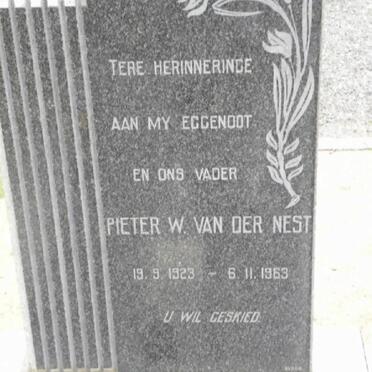 TERE HERINNERINGE
AAN MY EGGENOOT
EN ONS VADER
PIETER W. VAN DER NEST
19.9.1923 – 6.11.1963
U WIL GESKIED.